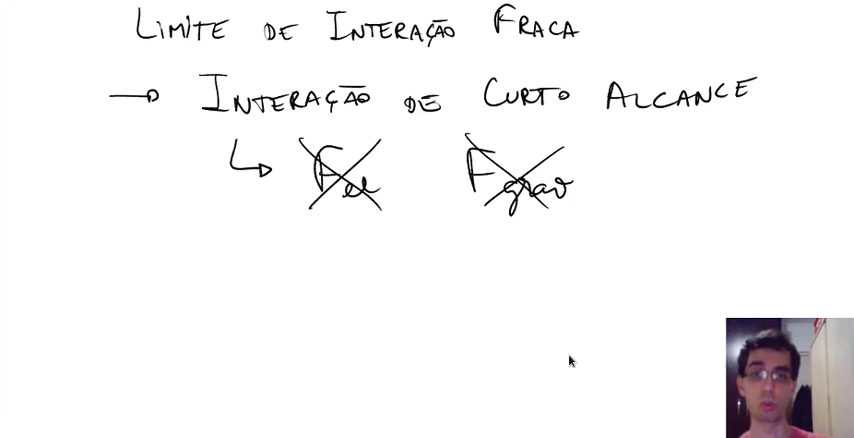 LIMITE DE INTERAÇÃO FRACA
→ INTERAÇÃO DE CURTO ALCANCE
↳ Fel Fgrav